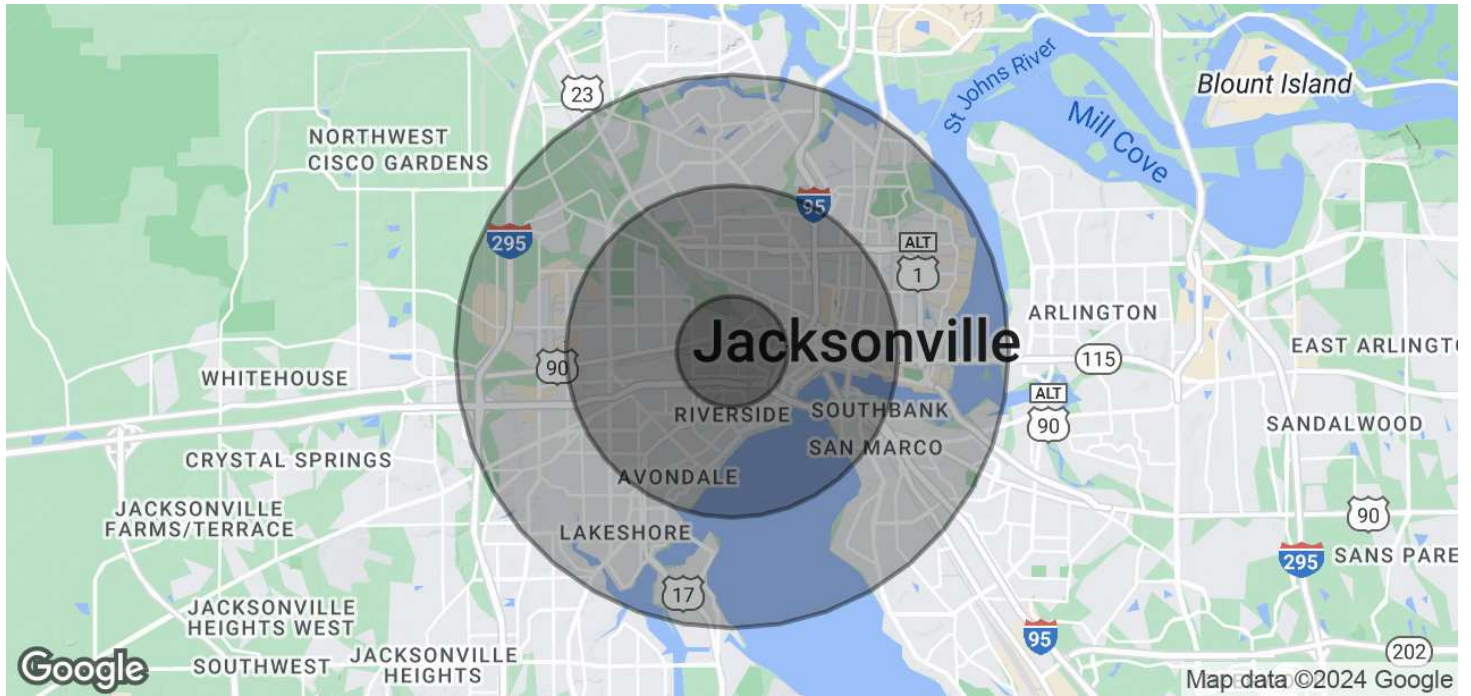 Blount Island
St Johns River
Mill Cove
23
NORTHWEST
CISCO GARDENS
95
295
ALT
1
Jacksonville
ARLINGTON
115
EAST ARLINGTO
90
WHITEHOUSE
ALT
90
RIVERSIDE
SOUTHBANK
SANDALWOOD
SAN MARCO
CRYSTAL SPRINGS
AVONDALE
JACKSONVILLE
FARMS/TERRACE
90
LAKESHORE
295
SANS PARE
17
JACKSONVILLE
HEIGHTS WEST
95
202
JACKSONVILLE
HEIGHTS
SOUTHWEST
Google
Map data ©2024 Google